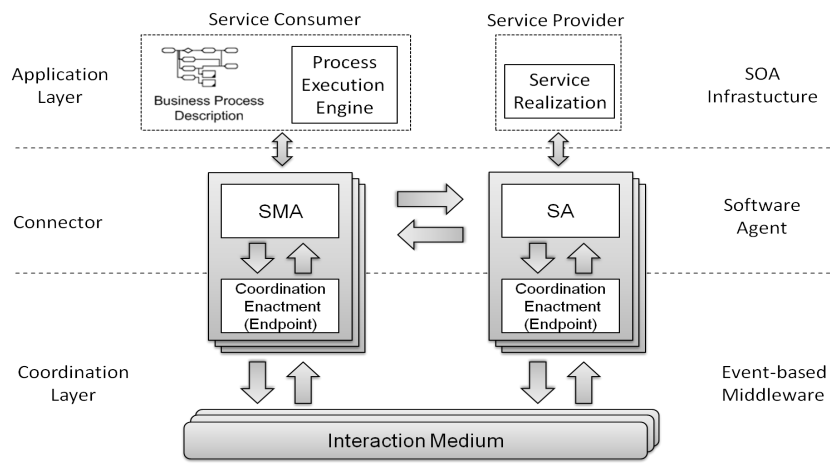 Service Consumer
Service Provider
Application
Layer
Business Process
Description
Process
Execution
Engine
Service
Realization
SOA
Infrastucture
Connector
SMA
SA
Software
Agent
Coordination
Enactment
(Endpoint)
Coordination
Enactment
(Endpoint)
Coordination
Layer
Event-based
Middleware
Interaction Medium